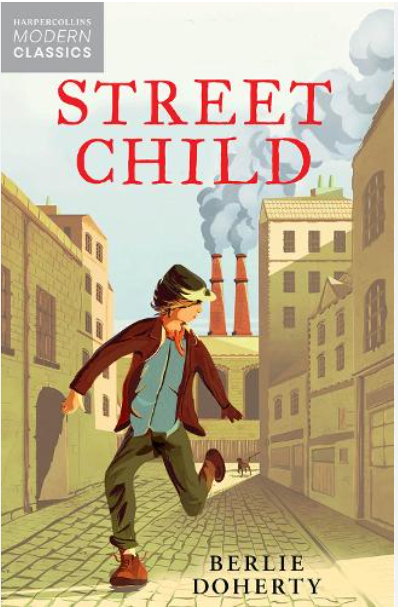 HARPERCOLLINS
MODERN
CLASSICS
STREET
CHILD
BERLIE
DOHERTY